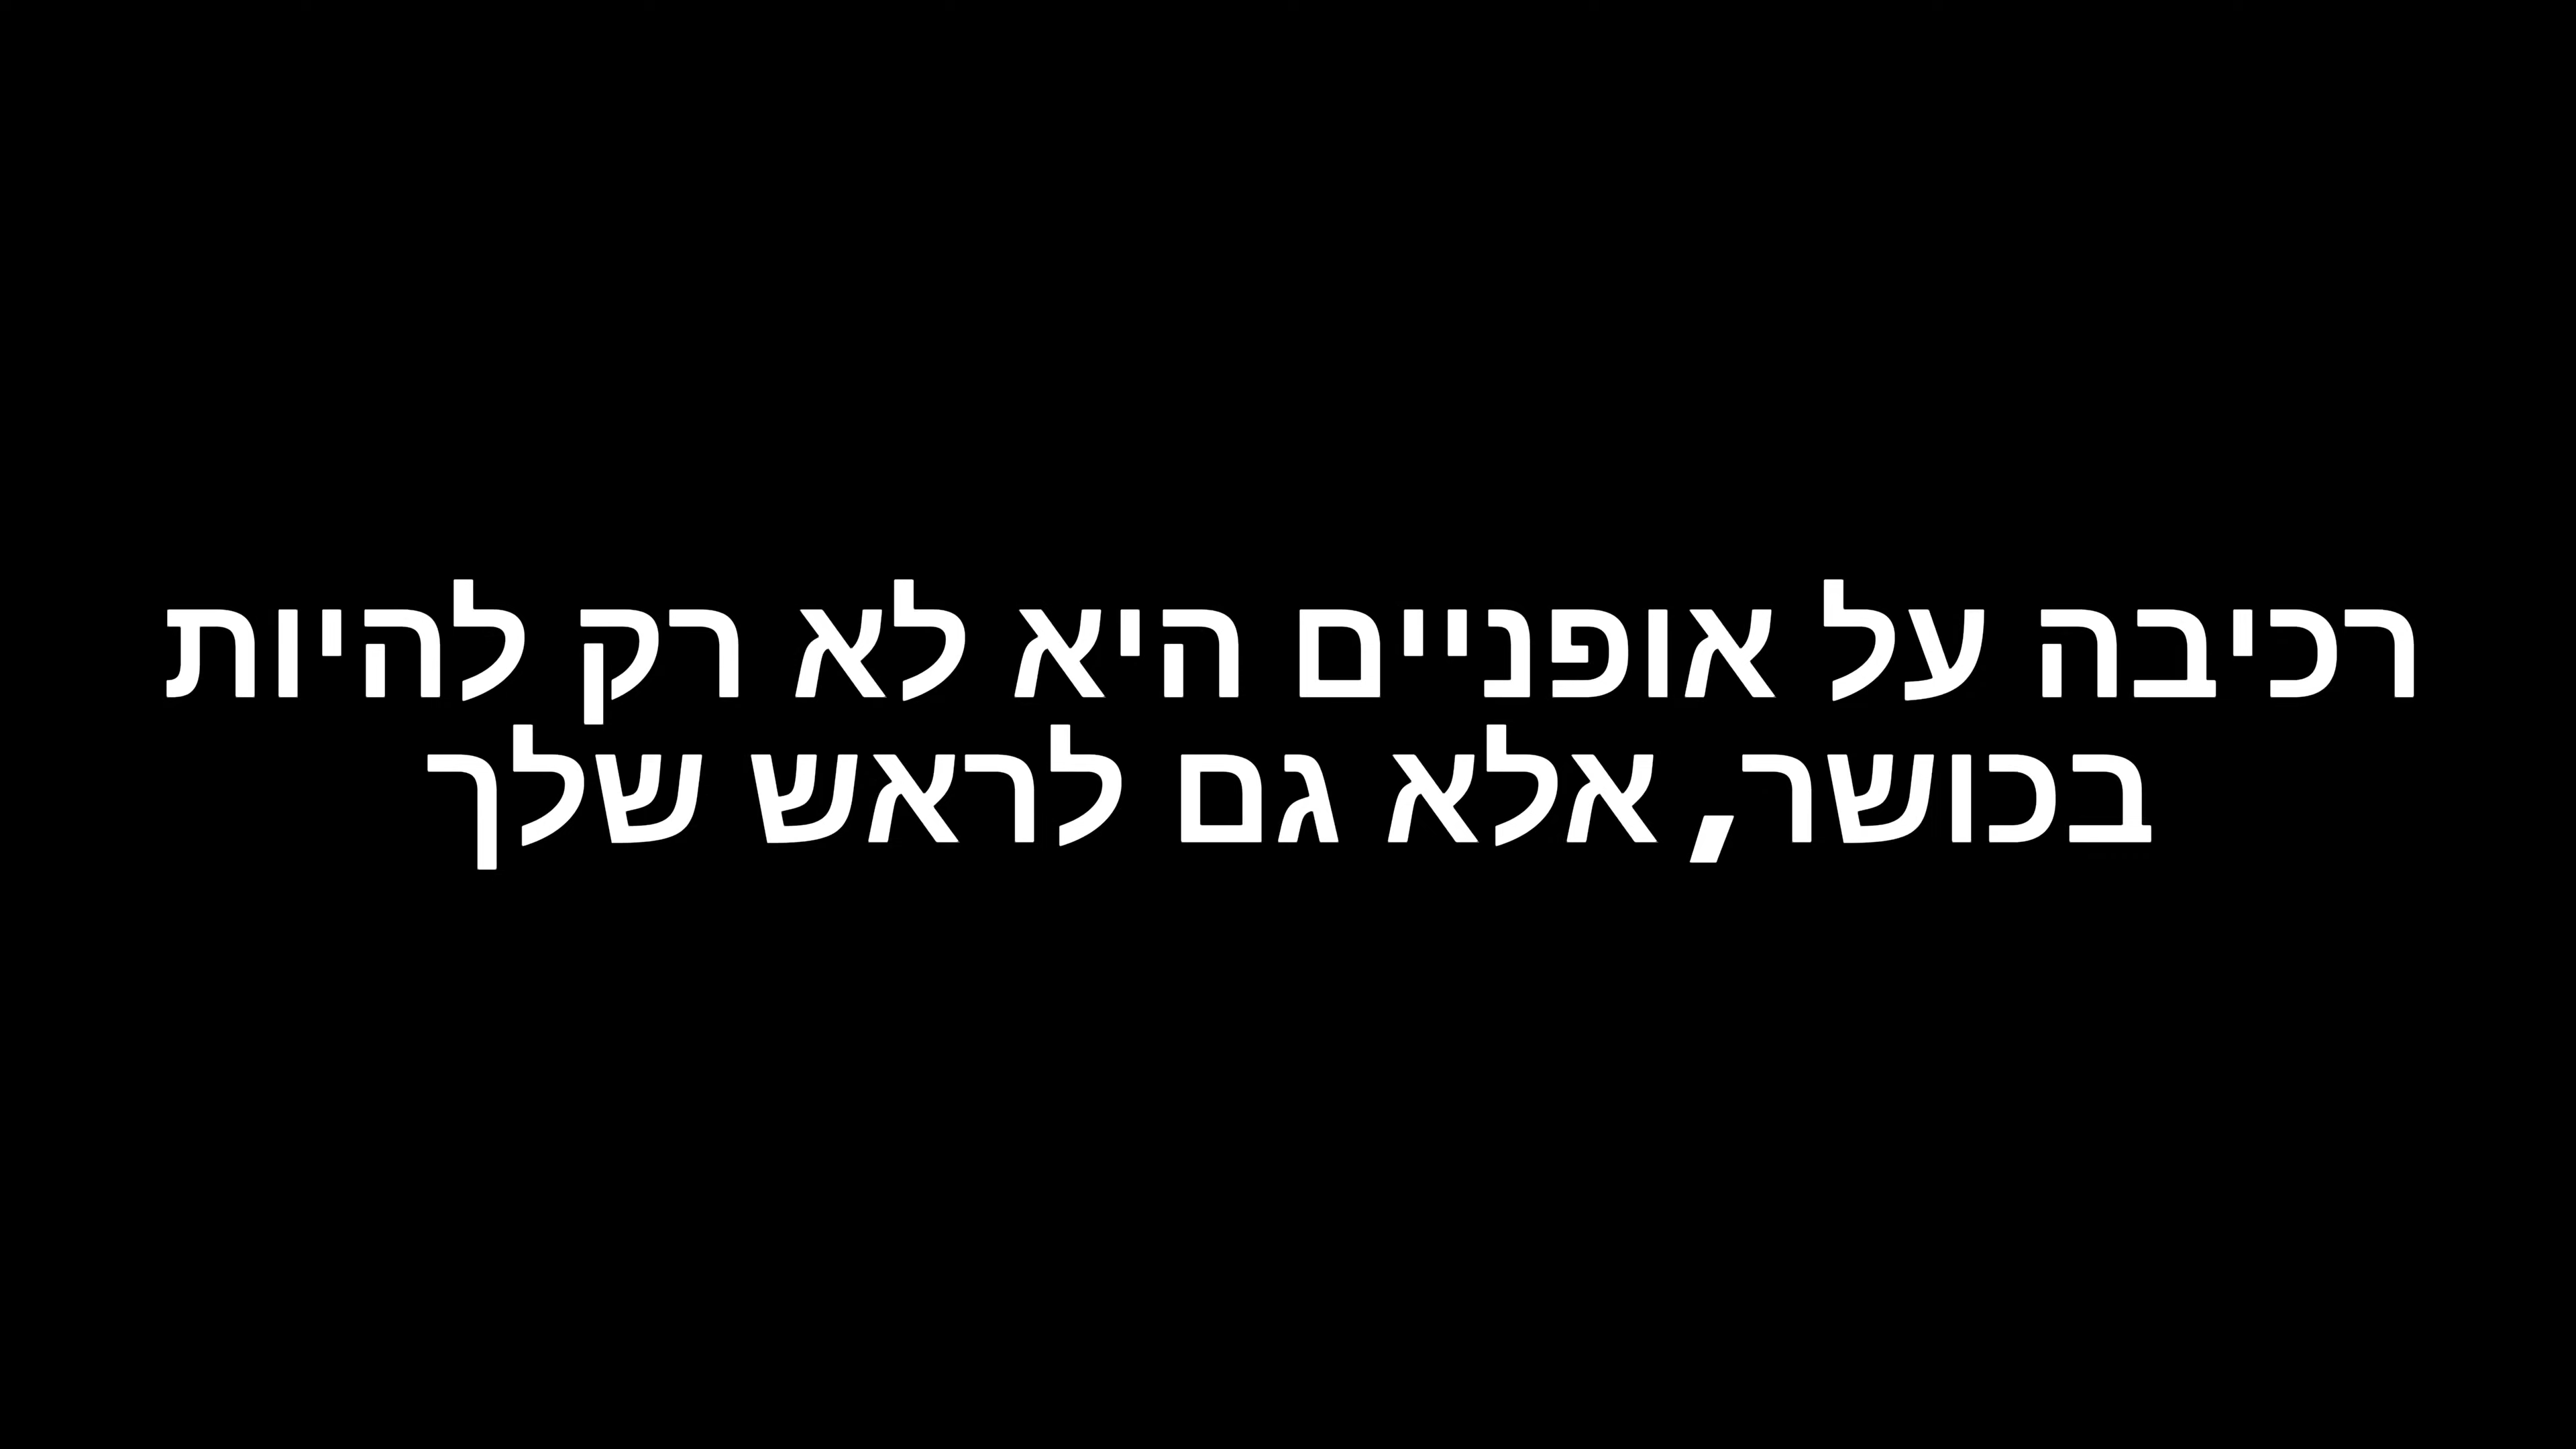 רכיבה על אופניים היא לא רק להיות
בכושר, אלא גם לראש שלך